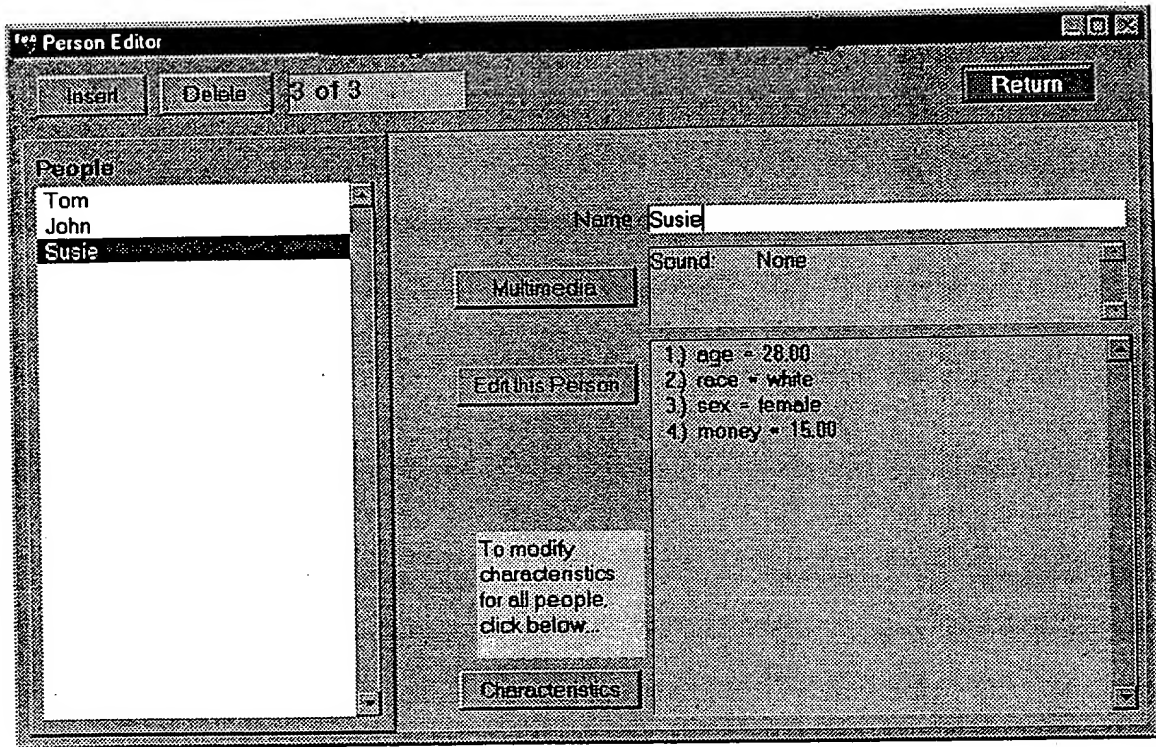 Person Editor
Insert
Delete
3 of 3
Return
People
Tom
John
Susie
Name
Susie
Multimedia
Sound: None
Edit this Person
1.) age = 28.00
2.) race = white
3.) sex = female
4.) money = 15.00
To modify
characteristics
for all people,
click below...
Characteristics